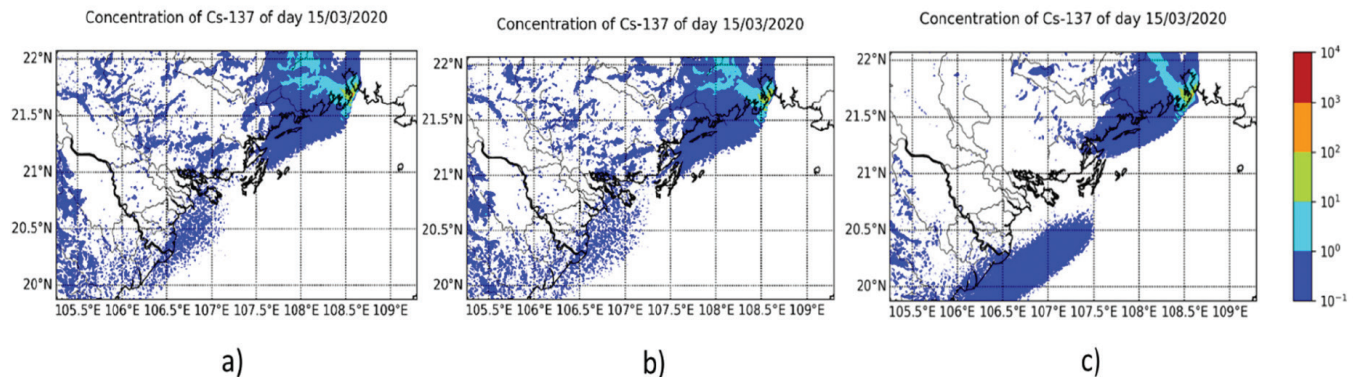 Concentration of Cs-137 of day 15/03/2020
22°N
21.5°N
21°N
20.5°N
20°N
105.5°E 106°E 106.5°E 107°E 107.5°E 108°E 108.5°E 109°E
a)
Concentration of Cs-137 of day 15/03/2020
22°N
21.5°N
21°N
20.5°N
20°N
105.5°E 106°E 106.5°E 107°E 107.5°E 108°E 108.5°E 109°E
b)
Concentration of Cs-137 of day 15/03/2020
22°N
21.5°N
21°N
20.5°N
20°N
105.5°E 106°E 106.5°E 107°E 107.5°E 108°E 108.5°E 109°E
c)
10⁴
10³
10²
10¹
10⁰
10⁻¹